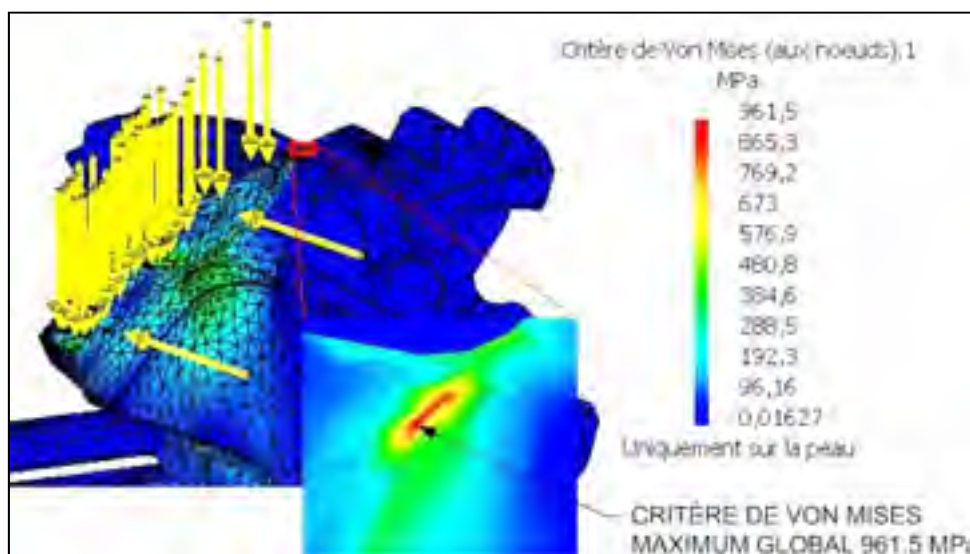 Critère de Von Mises (aux noeuds).1
MPa
961,5
865,3
769,2
673
576,9
480,8
384,6
288,5
192,3
96,16
0,01627
Uniquement sur la peau
CRITÈRE DE VON MISES
MAXIMUM GLOBAL 961.5 MPa